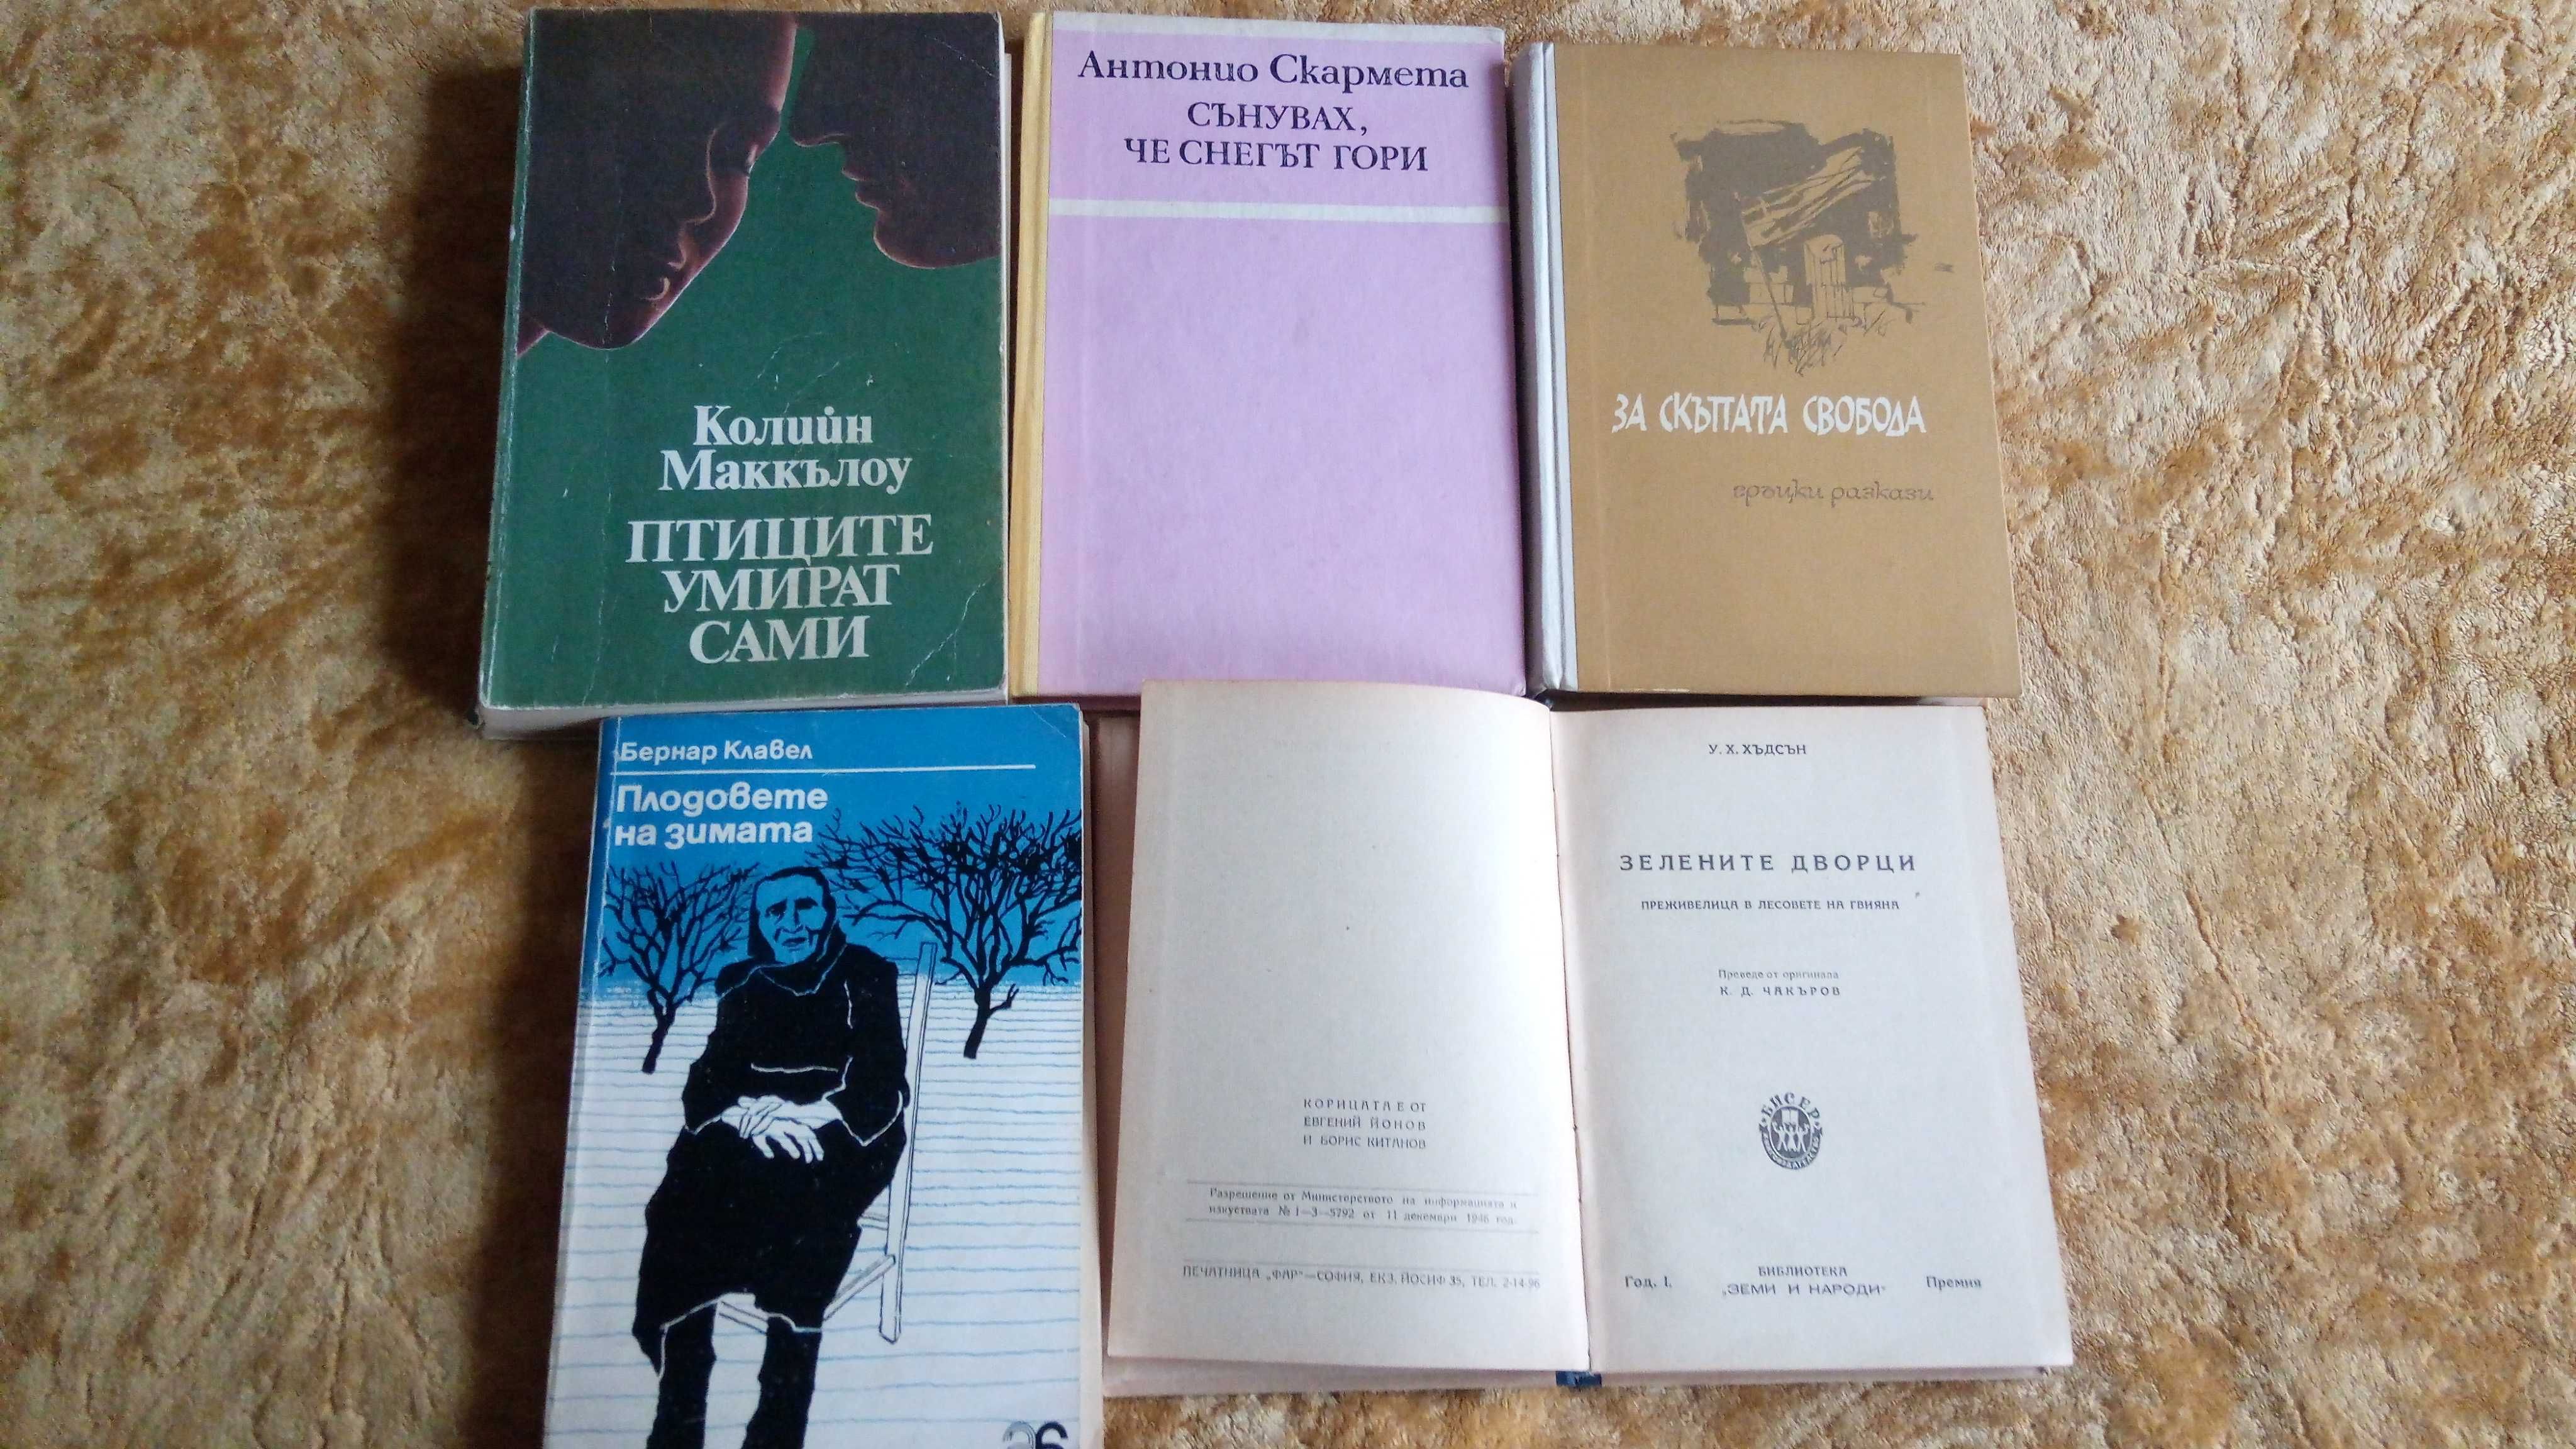 Колийн
Маккълоу
ПТИЦИТЕ
УМИРАТ
САМИ
Антонио Скармета
СЪНУВАХ,
ЧЕ СНЕГЪТ ГОРИ
ЗА СКЪПАТА СВОБОДА
гръцки разкази
Бернар Клавел
Плодовете
на зимата
КОРИЦАТА Е ОТ
ЕВГЕНИЙ ЙОНОВ
И БОРИС КИТАНОВ
Разрешение от Министерството на информацията и
изкуствата № 1—3—5792 от 11 декември 1946 год.
ПЕЧАТНИЦА „ФАР"—СОФИЯ, ЕКЗ. ЙОСИФ 35, ТЕЛ. 2-14-96
У. Х. ХЪДСЪН
ЗЕЛЕНИТЕ ДВОРЦИ
ПРЕЖИВЕЛИЦА В ЛЕСОВЕТЕ НА ГВИЯНА
Преведе от оригинала
К. Д. ЧАКЪРОВ
БИСЕР
Год. I.
БИБЛИОТЕКА
„ЗЕМИ И НАРОДИ"
Премия